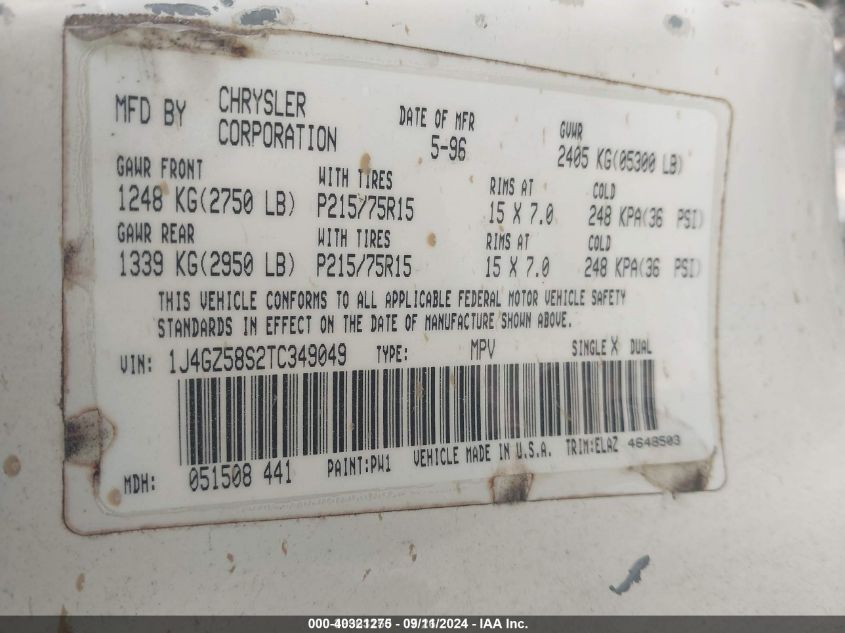 MFD BY CHRYSLER CORPORATION DATE OF MFR 5-96 GVWR 2405 KG(05300 LB)
GAWR FRONT WITH TIRES RIMS AT COLD
1248 KG(2750 LB) P215/75R15 15 X 7.0 248 KPA(36 PSI)
GAWR REAR WITH TIRES RIMS AT COLD
1339 KG(2950 LB) P215/75R15 15 X 7.0 248 KPA(36 PSI)
THIS VEHICLE CONFORMS TO ALL APPLICABLE FEDERAL MOTOR VEHICLE SAFETY
STANDARDS IN EFFECT ON THE DATE OF MANUFACTURE SHOWN ABOVE.
VIN: 1J4GZ58S2TC349049 TYPE: MPV SINGLE X DUAL
MDH: 051508 441 PAINT:PW1 VEHICLE MADE IN U.S.A. TRIM:ELAZ 4648503
09/11/2024 - IAA Inc.